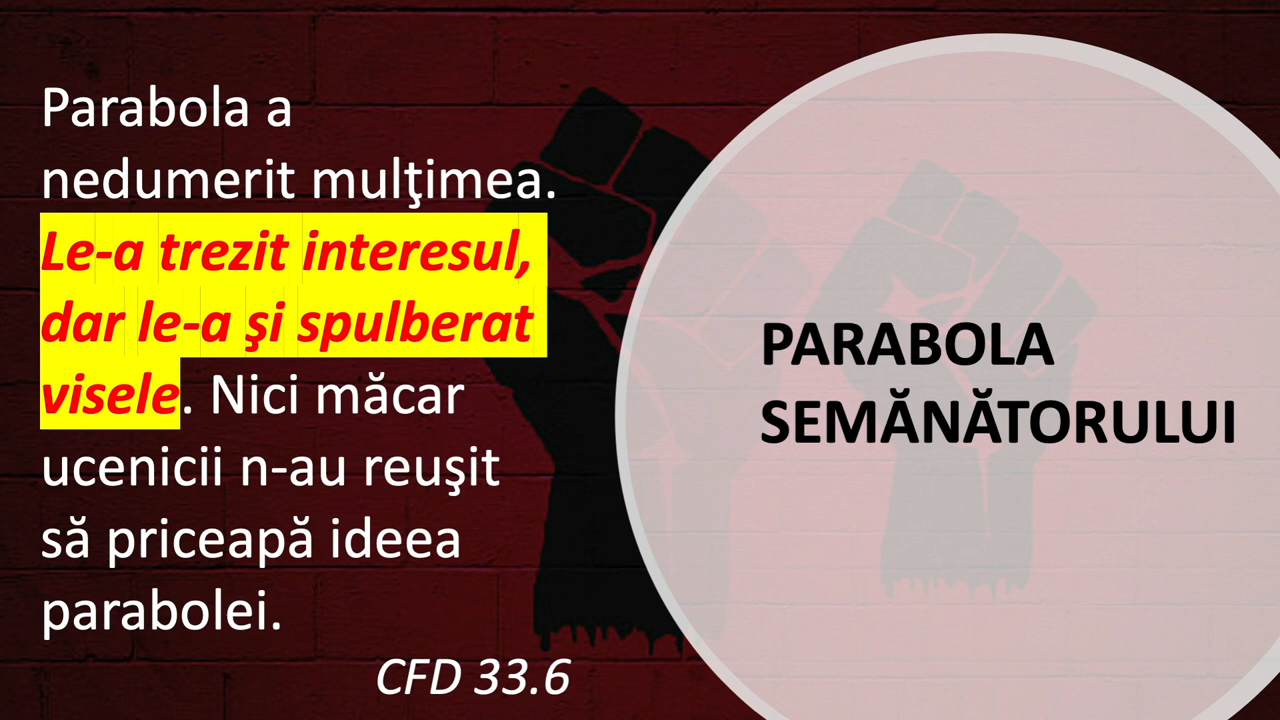 Parabola a
nedumerit mulţimea.
Le-a trezit interesul,
dar le-a şi spulberat
visele. Nici măcar
ucenicii n-au reuşit
să priceapă ideea
parabolei.
CFD 33.6
PARABOLA
SEMĂNĂTORULUI